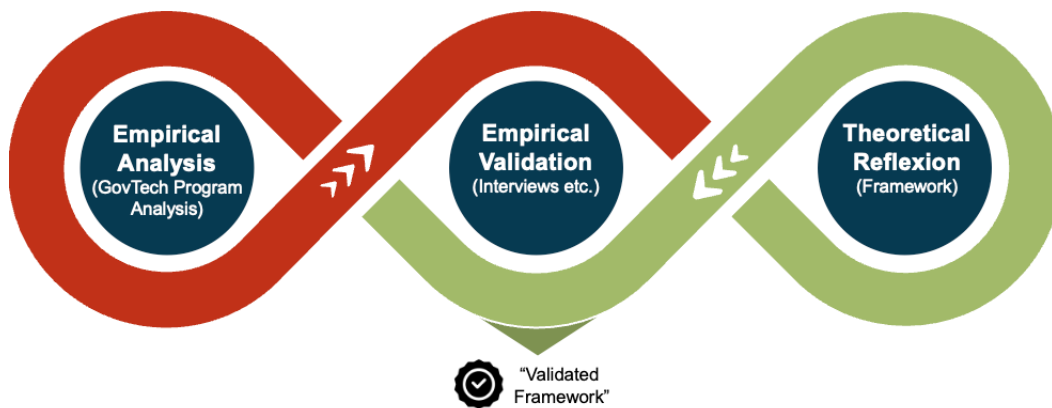 Empirical
Analysis
(GovTech Program
Analysis)
Empirical
Validation
(Interviews etc.)
Theoretical
Reflexion
(Framework)
“Validated
Framework”